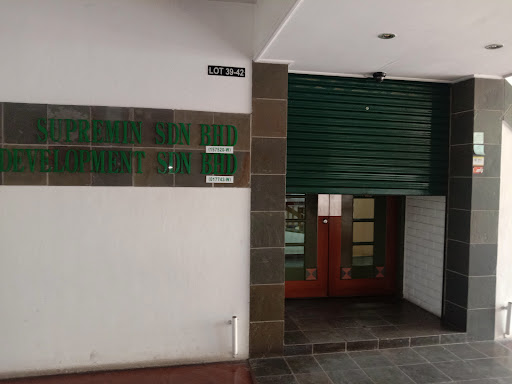 LOT 39-42
SUPREMIN SDN BHD
DEVELOPMENT SDN BHD